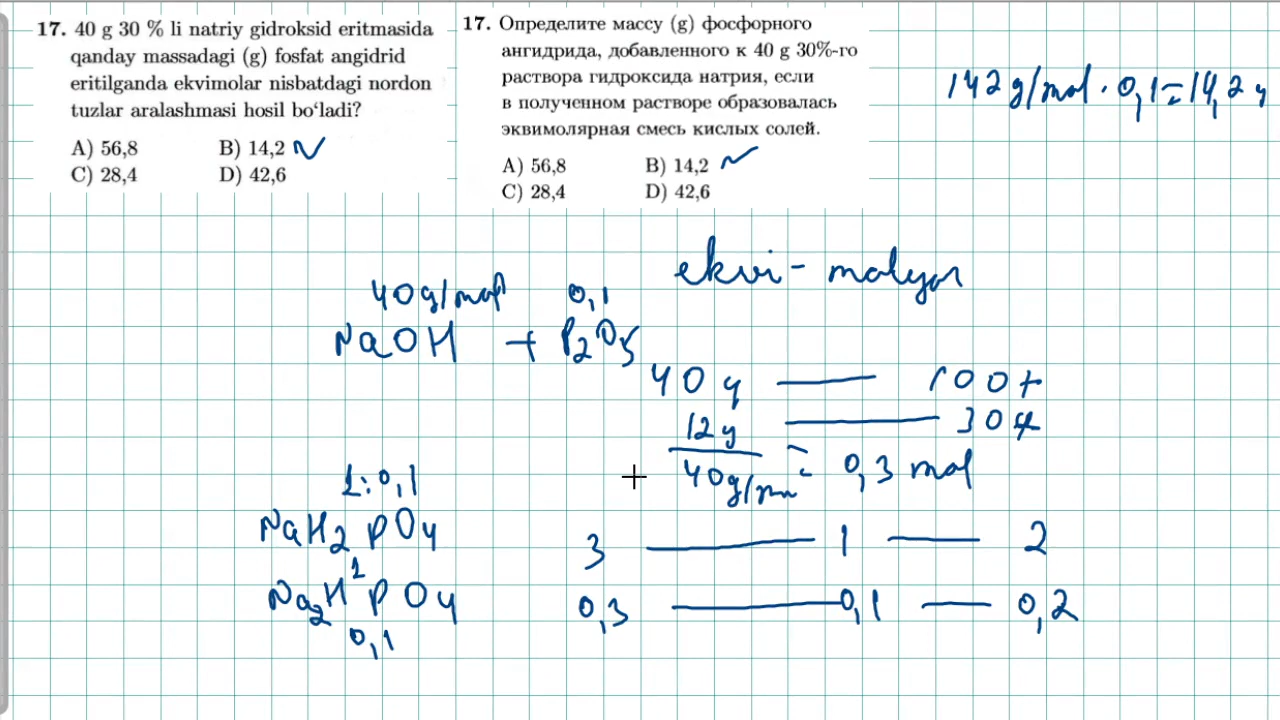 17. 40 g 30 % li natriy gidroksid eritmasida
qanday massadagi (g) fosfat angidrid
eritilganda ekvimolar nisbatdagi nordon
tuzlar aralashmasi hosil bo‘ladi?
A) 56,8 B) 14,2
C) 28,4 D) 42,6
17. Определите массу (g) фосфорного
ангидрида, добавленного к 40 g 30%-го
раствора гидроксида натрия, если
в полученном растворе образовалась
эквимолярная смесь кислых солей.
A) 56,8 B) 14,2
C) 28,4 D) 42,6
142 g/mol · 0,1 = 14,2 g
ekvi - molyar
40g/mol 0,1
NaOH + P2O5
40 g — 100%
12 g — 30%
40g/mol = 0,3 mol
1:0,1
NaH2PO4
3 — 1 — 2
1
Na2HPO4
0,3 — 0,1 — 0,2
0,1